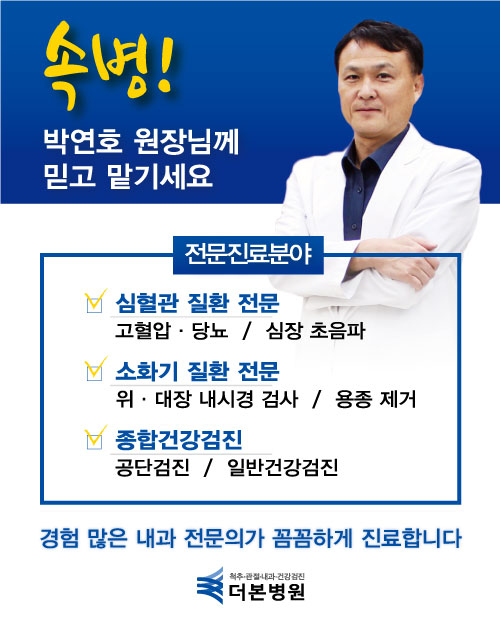 속병!
박연호 원장님께
믿고 맡기세요
전문진료분야
심혈관 질환 전문
고혈압 · 당뇨 / 심장 초음파
소화기 질환 전문
위 · 대장 내시경 검사 / 용종 제거
종합건강검진
공단검진 / 일반건강검진
경험 많은 내과 전문의가 꼼꼼하게 진료합니다
척추·관절·내과·건강검진
더본병원